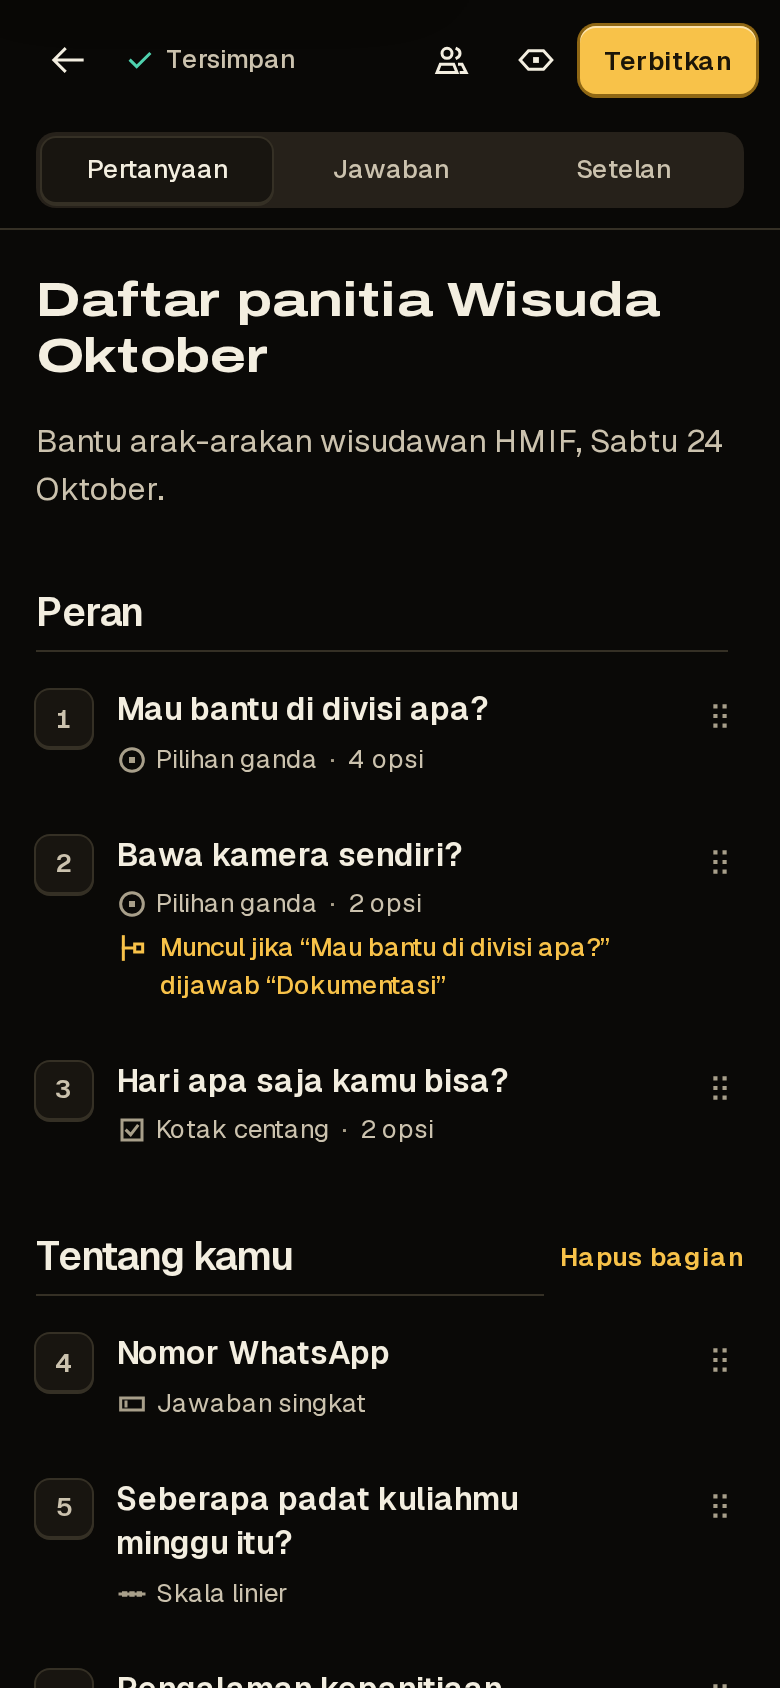 Tersimpan
Terbitkan
Pertanyaan
Jawaban
Setelan
Daftar panitia Wisuda
Oktober
Bantu arak-arakan wisudawan HMIF, Sabtu 24
Oktober.
Peran
1
Mau bantu di divisi apa?
Pilihan ganda · 4 opsi
2
Bawa kamera sendiri?
Pilihan ganda · 2 opsi
Muncul jika “Mau bantu di divisi apa?”
dijawab “Dokumentasi”
3
Hari apa saja kamu bisa?
Kotak centang · 2 opsi
Tentang kamu
Hapus bagian
4
Nomor WhatsApp
Jawaban singkat
5
Seberapa padat kuliahmu
minggu itu?
Skala linier
Pengalaman kepanitiaan